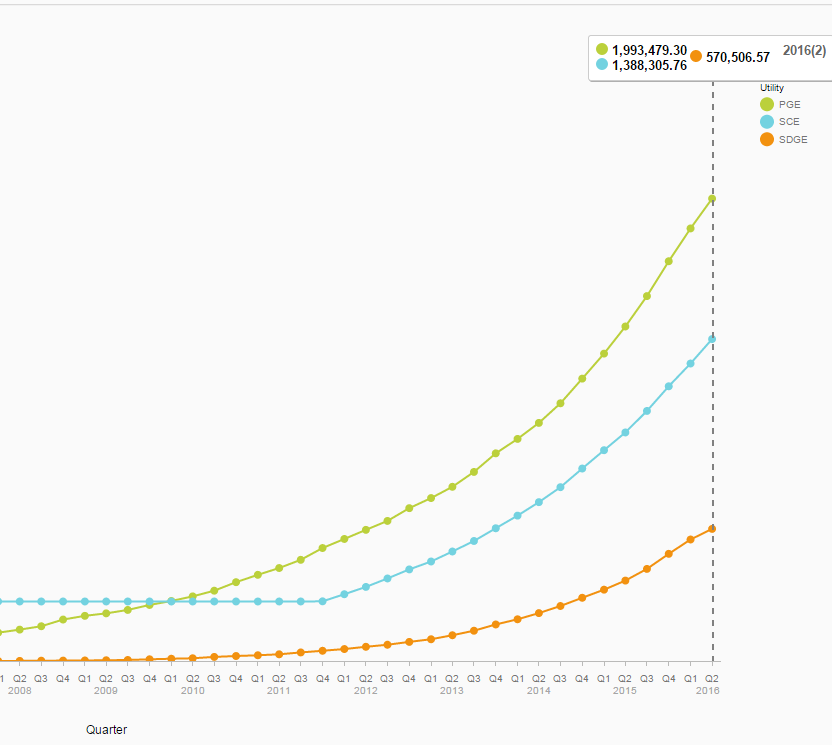 1,993,479.30 570,506.57 2016(2)
1,388,305.76
Utility
PGE
SCE
SDGE
1 Q2 Q3 Q4 Q1 Q2 Q3 Q4 Q1 Q2 Q3 Q4 Q1 Q2 Q3 Q4 Q1 Q2 Q3 Q4 Q1 Q2 Q3 Q4 Q1 Q2 Q3 Q4 Q1 Q2 Q3 Q4 Q1 Q2
2008 2009 2010 2011 2012 2013 2014 2015 2016
Quarter